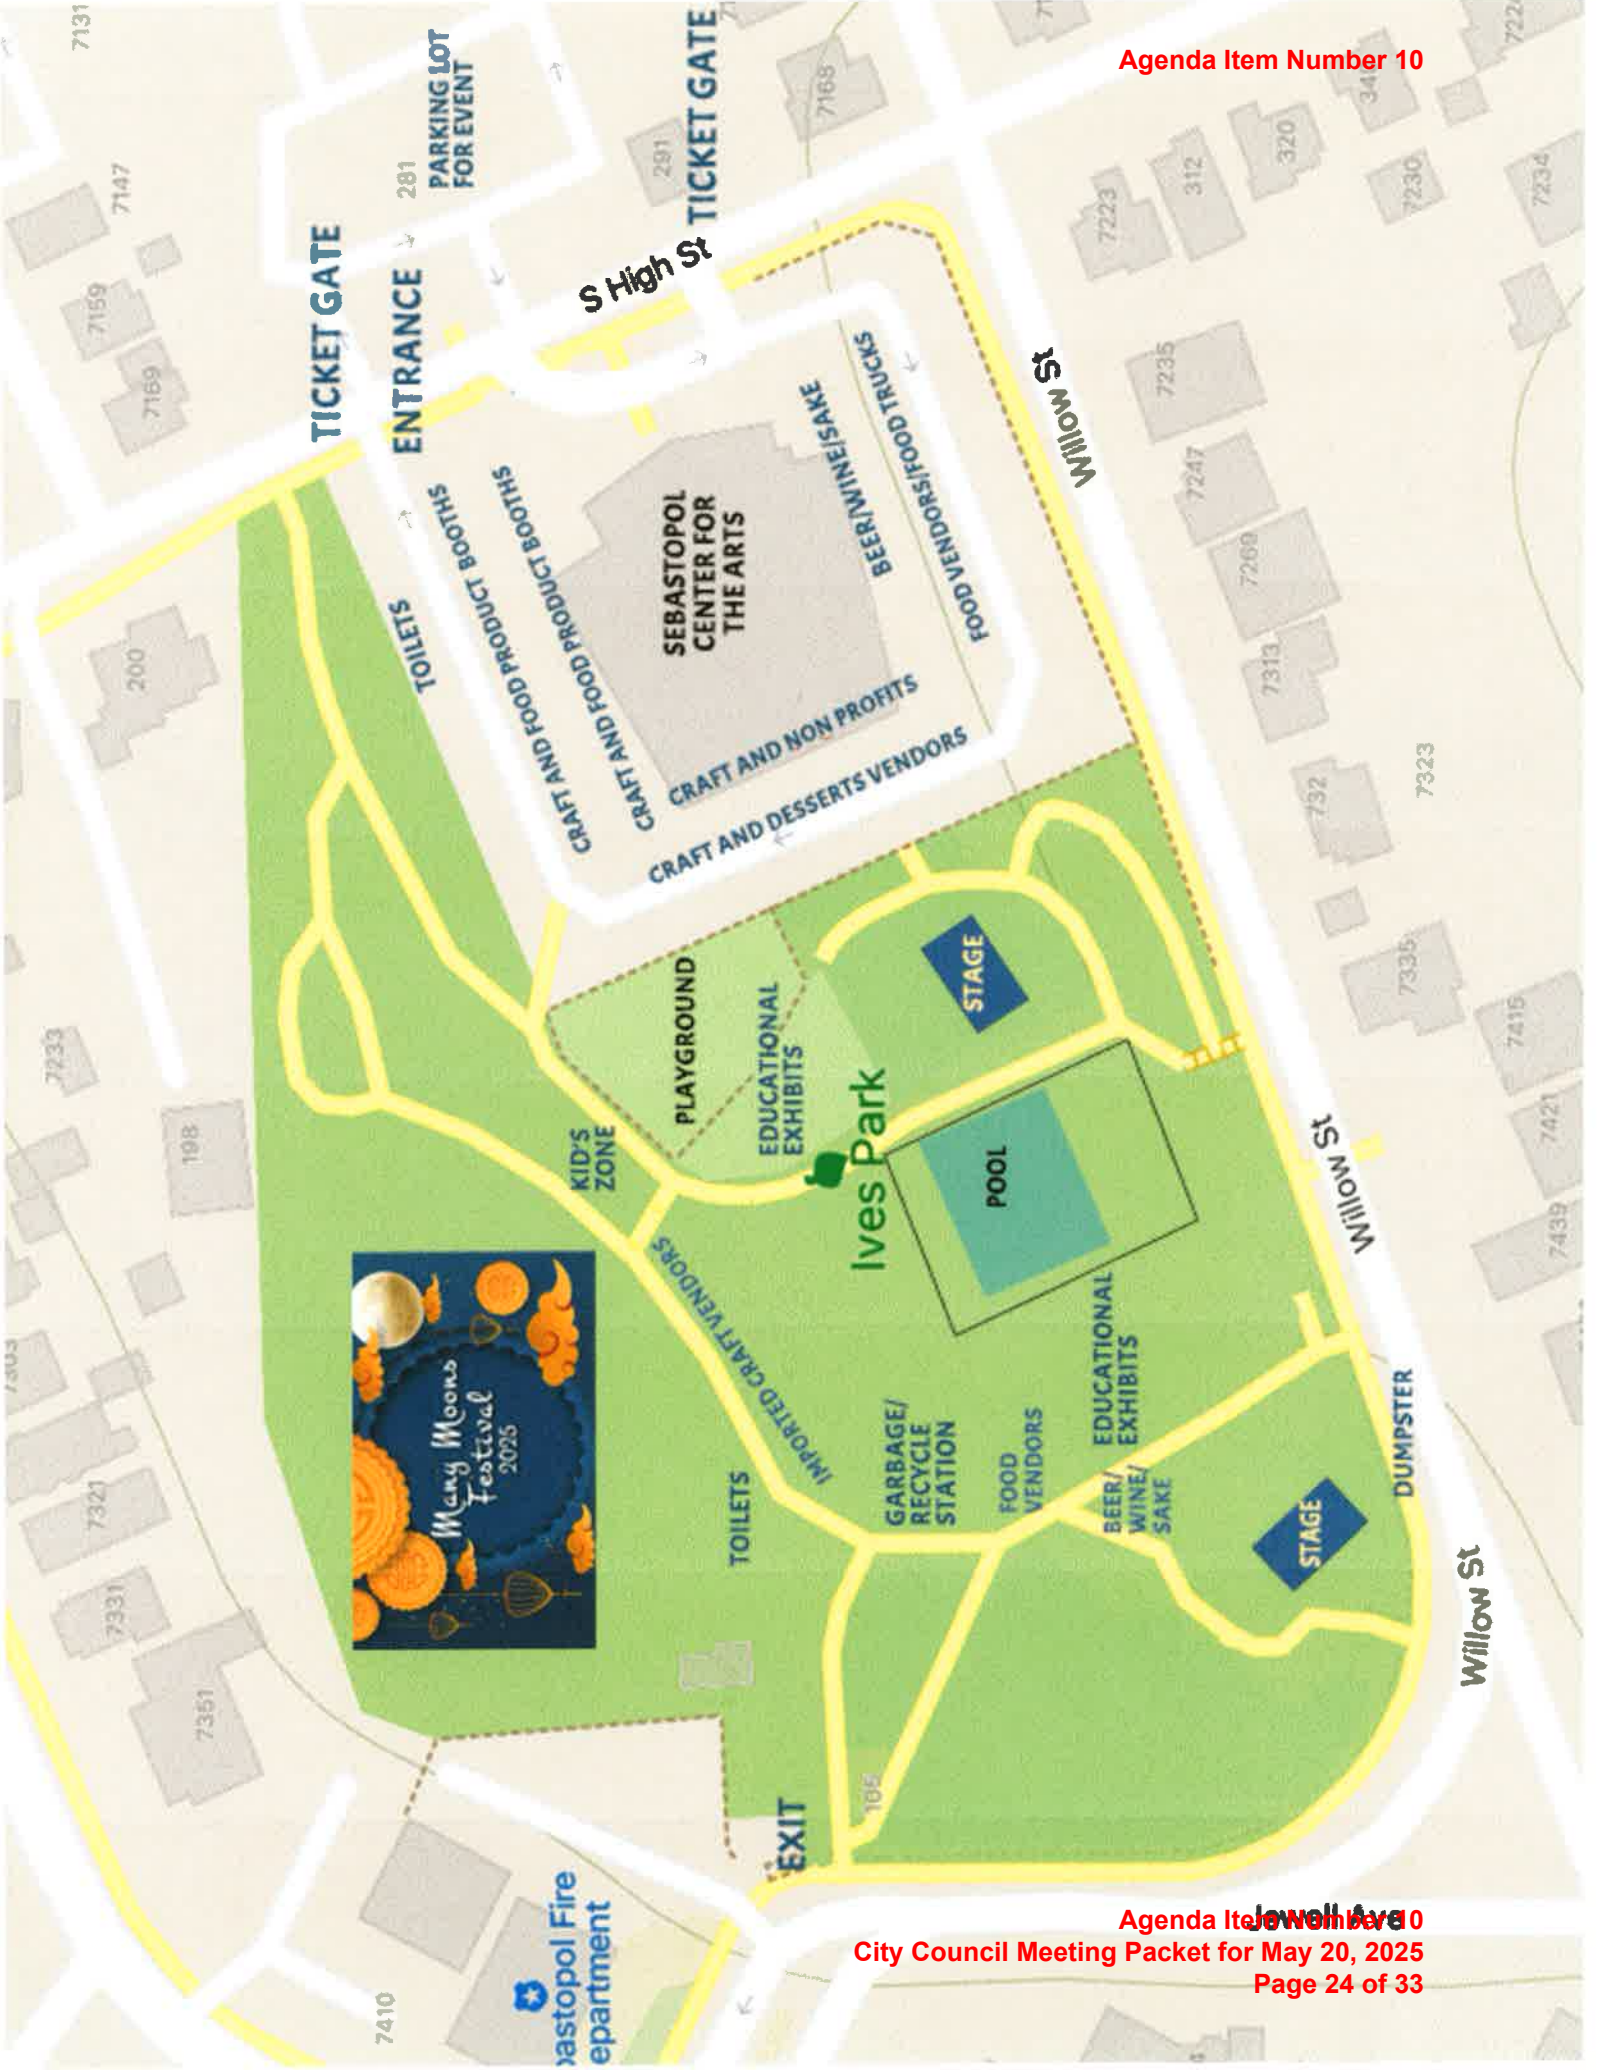 Agenda Item Number 10
7131
7147
7159
7169
281
PARKING LOT
FOR EVENT
TICKET GATE
TICKET GATE
ENTRANCE
291
7168
S High St
7223
312
320
7230
7234
7235
7247
7269
7313
732
7323
7335
7415
7421
7439
Willow St
200
TOILETS
CRAFT AND FOOD PRODUCT BOOTHS
CRAFT AND FOOD PRODUCT BOOTHS
SEBASTOPOL
CENTER FOR
THE ARTS
BEER/WINE/SAKE
FOOD VENDORS/FOOD TRUCKS
CRAFT AND NON PROFITS
CRAFT AND DESSERTS VENDORS
7233
198
PLAYGROUND
EDUCATIONAL
EXHIBITS
STAGE
KID'S
ZONE
Ives Park
POOL
Willow St
IMPORTED CRAFT VENDORS
Many Moons
Festival
2025
TOILETS
GARBAGE/
RECYCLE
STATION
FOOD
VENDORS
EDUCATIONAL
EXHIBITS
BEER/
WINE/
SAKE
STAGE
DUMPSTER
Willow St
7303
7321
7331
7351
EXIT
105
7410
astopol Fire
epartment
Jewell Ave
Agenda Item Number 10
City Council Meeting Packet for May 20, 2025
Page 24 of 33